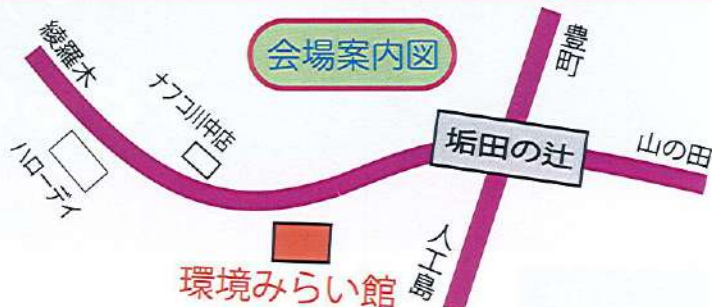 会場案内図
綾羅木
豊町
ナフコ川中店
ハローデイ
垢田の辻
山の田
人工島
環境みらい館